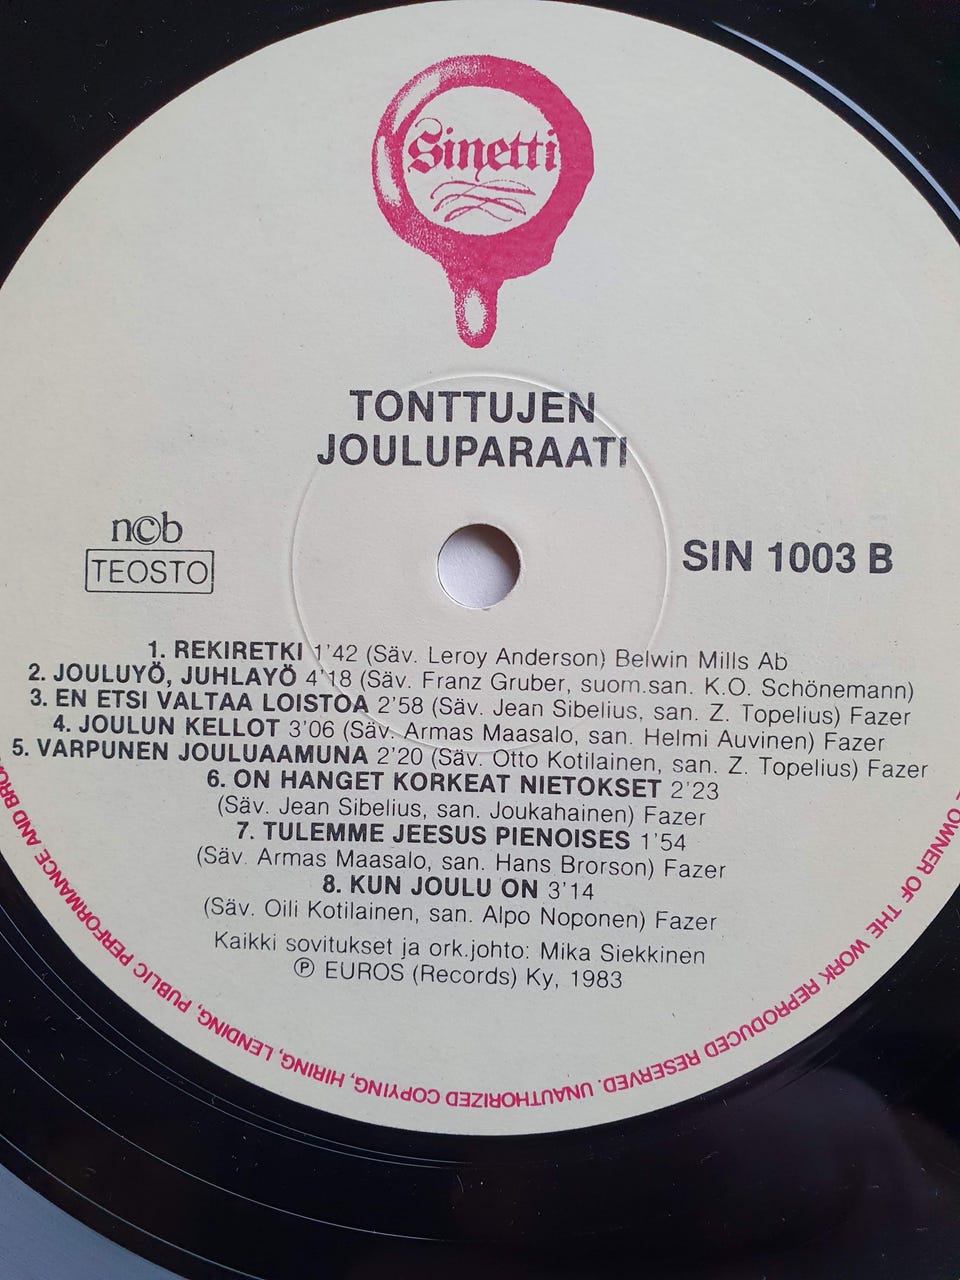 Sinetti
TONTTUJEN
JOULUPARAATI
n©b
TEOSTO
SIN 1003 B
1. REKIRETKI 1'42 (Säv. Leroy Anderson) Belwin Mills Ab
2. JOULUYÖ, JUHLAYÖ 4'18 (Säv. Franz Gruber, suom.san. K.O. Schönemann)
3. EN ETSI VALTAA LOISTOA 2'58 (Säv. Jean Sibelius, san. Z. Topelius) Fazer
4. JOULUN KELLOT 3'06 (Säv. Armas Maasalo, san. Helmi Auvinen) Fazer
5. VARPUNEN JOULUAAMUNA 2'20 (Säv. Otto Kotilainen, san. Z. Topelius) Fazer
6. ON HANGET KORKEAT NIETOKSET 2'23
(Säv. Jean Sibelius, san. Joukahainen) Fazer
7. TULEMME JEESUS PIENOISES 1'54
(Säv. Armas Maasalo, san. Hans Brorson) Fazer
8. KUN JOULU ON 3'14
(Säv. Oili Kotilainen, san. Alpo Noponen) Fazer
Kaikki sovitukset ja ork.johto: Mika Siekkinen
℗ EUROS (Records) Ky, 1983
OWNER OF THE WORK REPRODUCED RESERVED. UNAUTHORIZED COPYING, HIRING, LENDING, PUBLIC PERFORMANCE AND